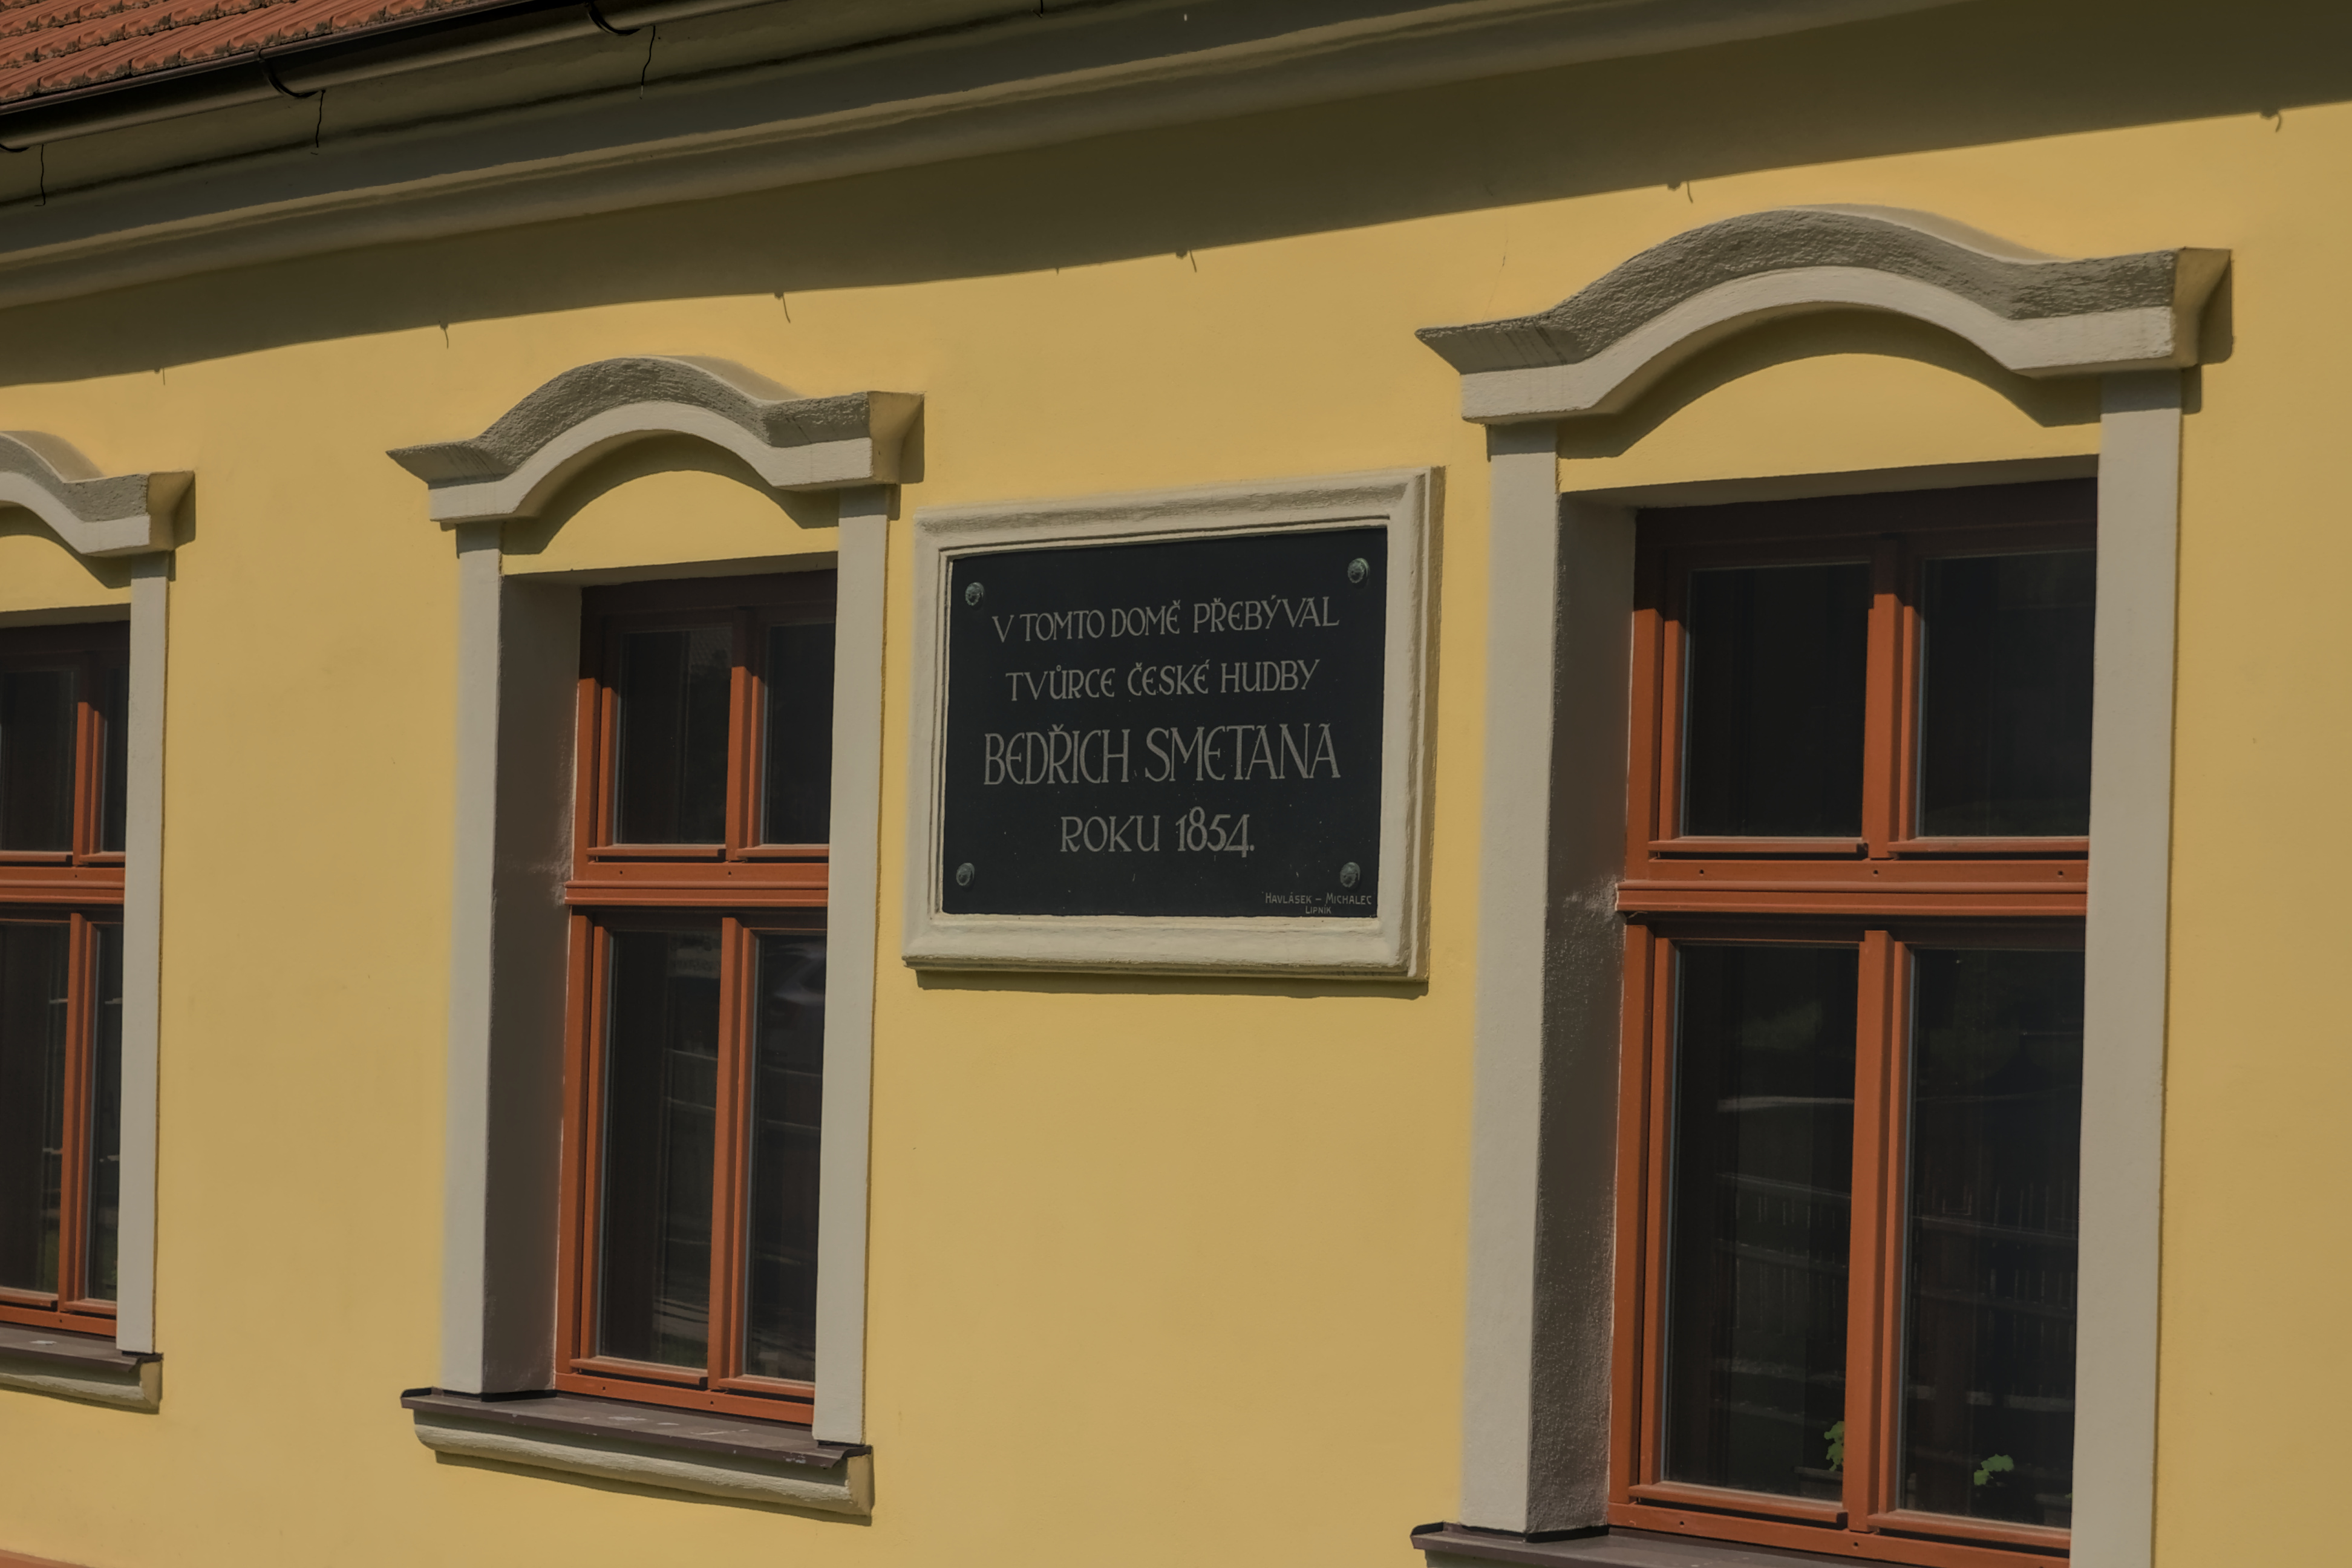 V TOMTO DOMĚ PŘEBÝVAL
TVŮRCE ČESKÉ HUDBY
BEDŘICH SMETANA
ROKU 1854.
HAVLÁSEK – MICHALEC
LIPNÍK